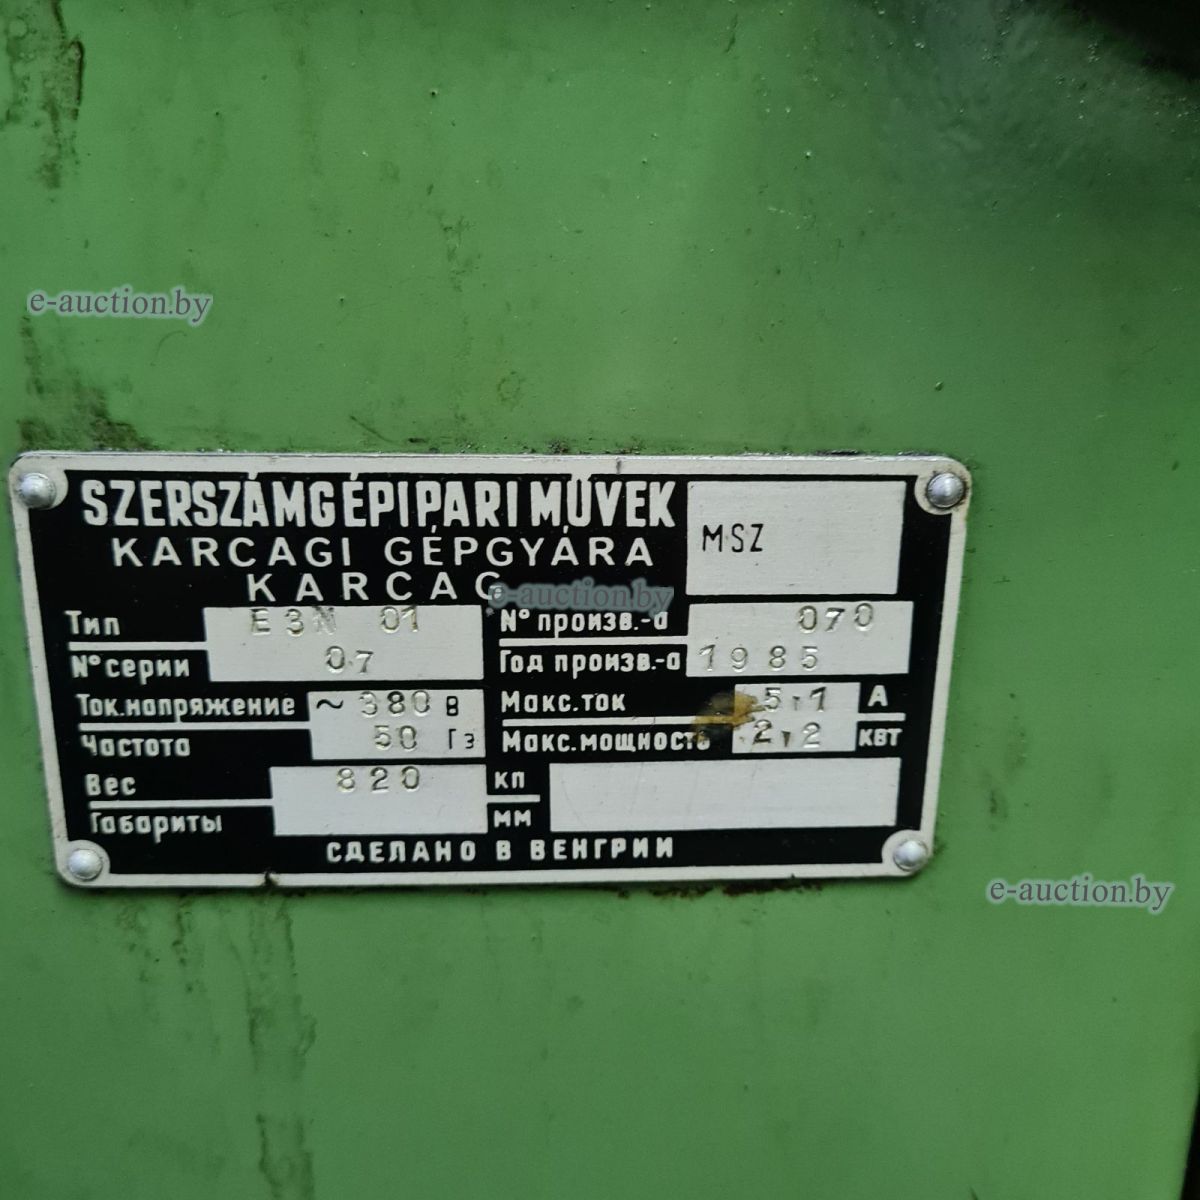 e-auction.by
SZERSZÁMGÉPIPARI MŰVEK
KARCAGI GÉPGYÁRA
KARCAG
MSZ
e-auction.by
Тип E3N 01 N° произв.-а 070
N° серии 07 Год произв.-а 1985
Ток.напряжение ~ 380 В Макс.ток 5,1 А
Частота 50 Гз Макс.мощность 2,2 КВТ
Вес 820 КП
Габариты мм
СДЕЛАНО В ВЕНГРИИ
e-auction.by